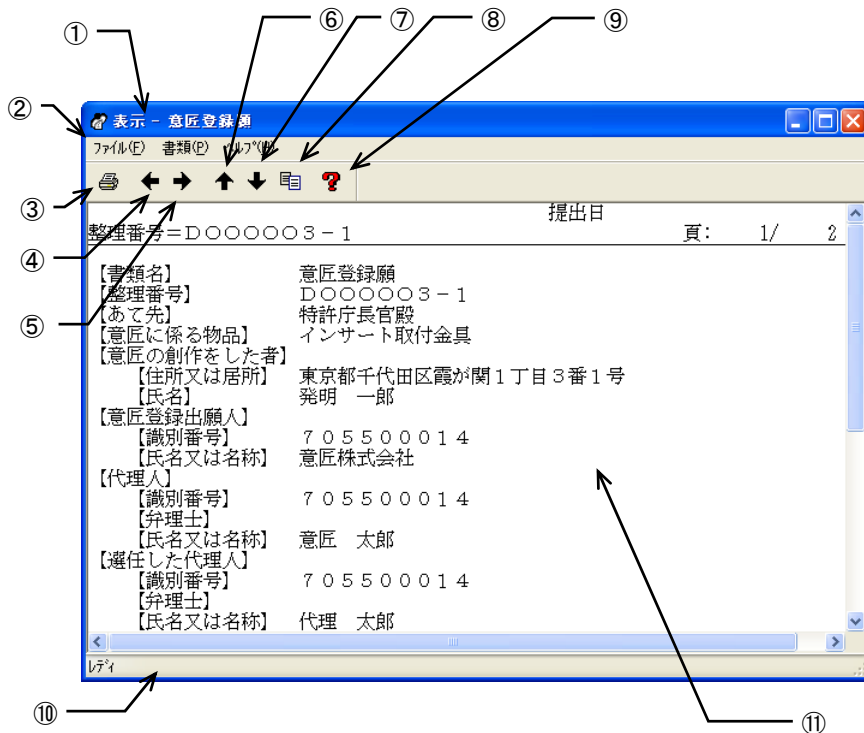 ⑥ ⑦ ⑧ ⑨
①
②
表示 - 意匠登録願
ファイル(F) 書類(P) ヘルプ(H)
③
④
⑤
提出日
整理番号=DOOOOO3-1 頁: 1/ 2
【書類名】 意匠登録願
【整理番号】 DOOOOO3-1
【あて先】 特許庁長官殿
【意匠に係る物品】 インサート取付金具
【意匠の創作をした者】
【住所又は居所】 東京都千代田区霞が関1丁目3番1号
【氏名】 発明 一郎
【意匠登録出願人】
【識別番号】 705500014
【氏名又は名称】 意匠株式会社
【代理人】
【識別番号】 705500014
【弁理士】
【氏名又は名称】 意匠 太郎
【選任した代理人】
【識別番号】 705500014
【弁理士】
【氏名又は名称】 代理 太郎
レディ
⑩ ⑪